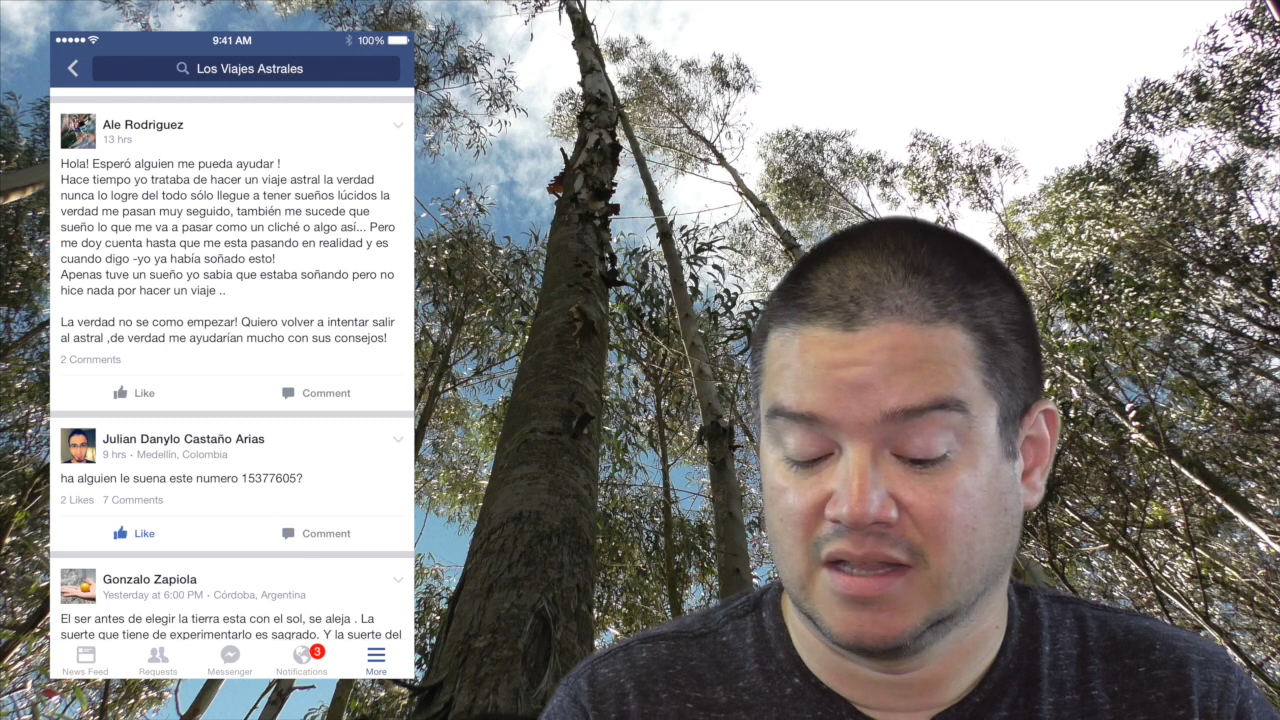 9:41 AM
100%
Los Viajes Astrales
Ale Rodriguez
13 hrs
Hola! Esperó alguien me pueda ayudar !
Hace tiempo yo trataba de hacer un viaje astral la verdad
nunca lo logre del todo sólo llegue a tener sueños lúcidos la
verdad me pasan muy seguido, también me sucede que
sueño lo que me va a pasar como un cliché o algo así... Pero
me doy cuenta hasta que me esta pasando en realidad y es
cuando digo -yo ya había soñado esto!
Apenas tuve un sueño yo sabia que estaba soñando pero no
hice nada por hacer un viaje ..
La verdad no se como empezar! Quiero volver a intentar salir
al astral ,de verdad me ayudarían mucho con sus consejos!
2 Comments
Like Comment
Julian Danylo Castaño Arias
9 hrs · Medellín, Colombia
ha alguien le suena este numero 15377605?
2 Likes 7 Comments
Like Comment
Gonzalo Zapiola
Yesterday at 6:00 PM · Córdoba, Argentina
El ser antes de elegir la tierra esta con el sol, se aleja . La
suerte que tiene de experimentarlo es sagrado. Y la suerte del
3
News Feed Requests Messenger Notifications More